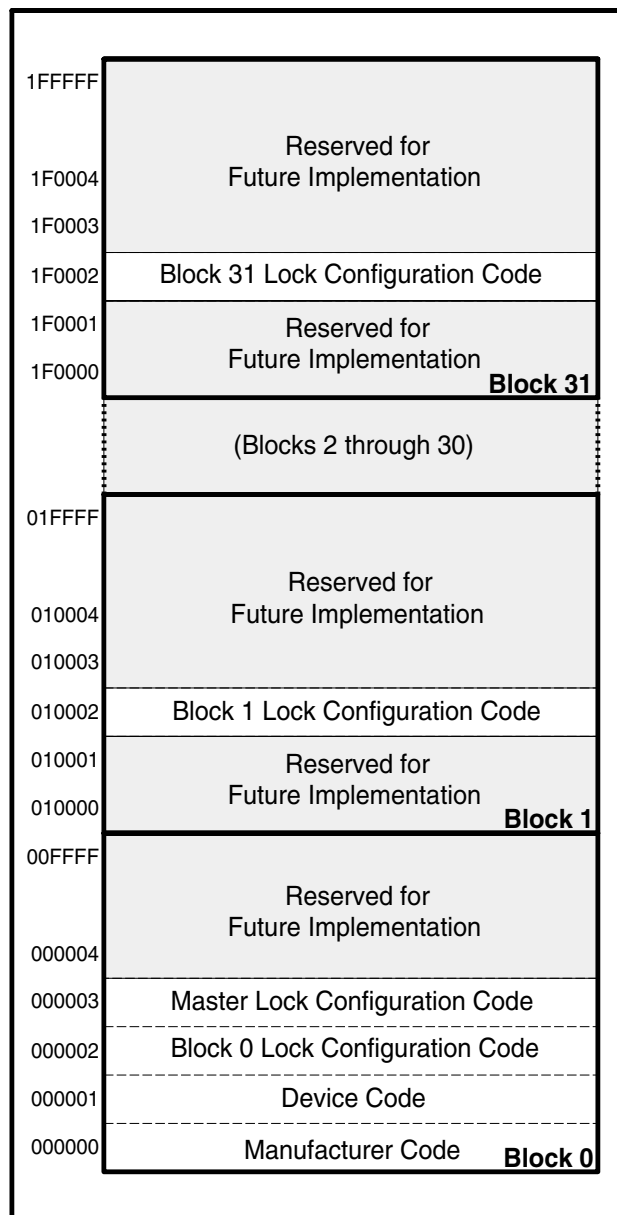 1FFFFF
Reserved for
Future Implementation
1F0004
1F0003
1F0002 Block 31 Lock Configuration Code
1F0001 Reserved for
Future Implementation
1F0000
Block 31
(Blocks 2 through 30)
01FFFF
Reserved for
Future Implementation
010004
010003
010002 Block 1 Lock Configuration Code
010001 Reserved for
Future Implementation
010000
Block 1
00FFFF
Reserved for
Future Implementation
000004
000003 Master Lock Configuration Code
000002 Block 0 Lock Configuration Code
000001 Device Code
000000 Manufacturer Code Block 0